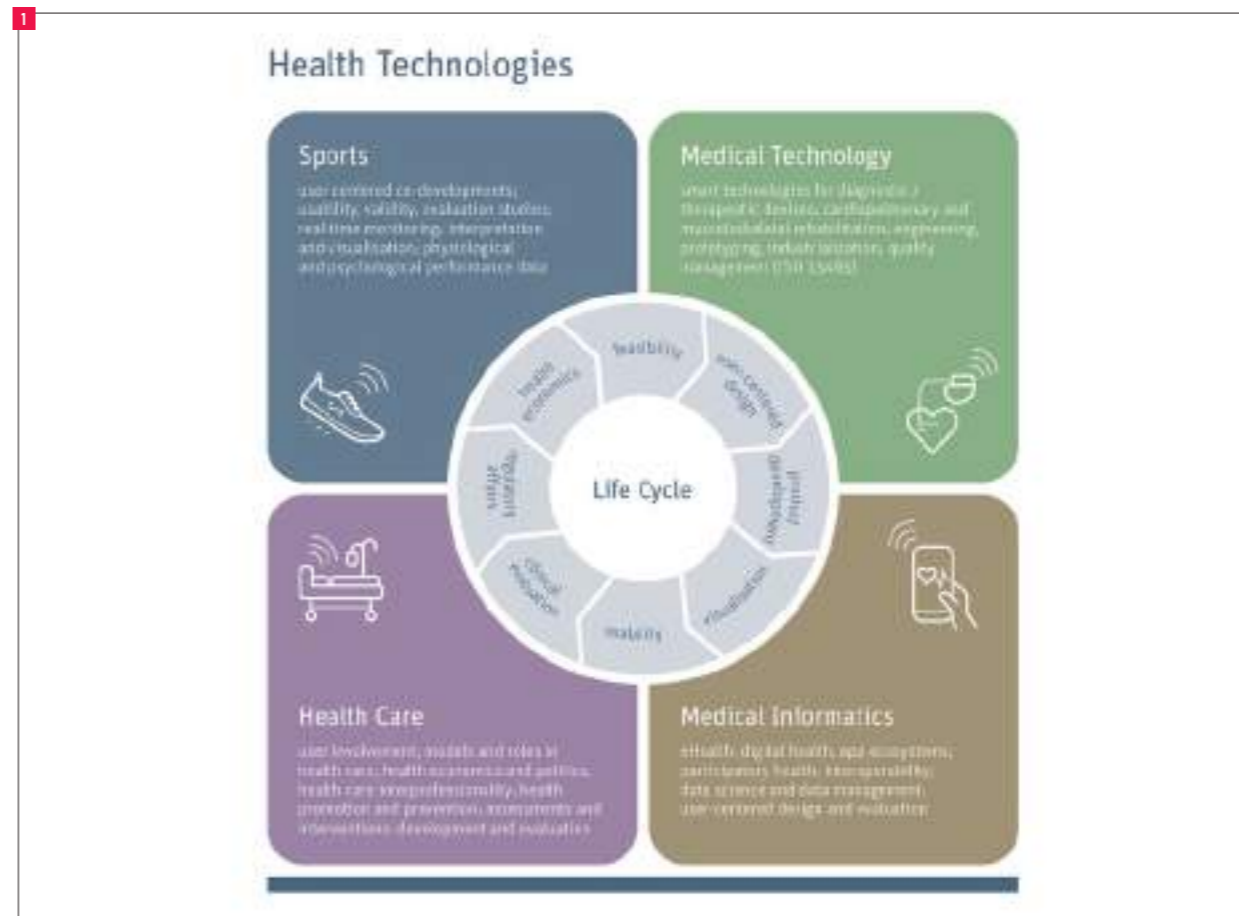 1
Health Technologies
Sports
user centered co-developments;
usability, validity, evaluation studies;
real time monitoring, interpretation
and visualisation, physiological
and psychological performance data
Medical Technology
smart technologies for diagnostic /
therapeutic devices, cardiopulmonary and
musculoskeletal rehabilitation, engineering,
prototyping, industrialization, quality
management (ISO 13485)
feasibility
user-centered
design
product
development
visualisation
clinical
evaluation
regulatory
affairs
health
economics
Life Cycle
Health Care
user involvement; models and roles in
health care; health economics and politics,
health care interprofessionality, health
promotion and prevention, assessments and
interventions: development and evaluation
Medical Informatics
eHealth, digital health, app-ecosystems;
participatory health, interoperability;
data science and data management,
user-centered design and evaluation